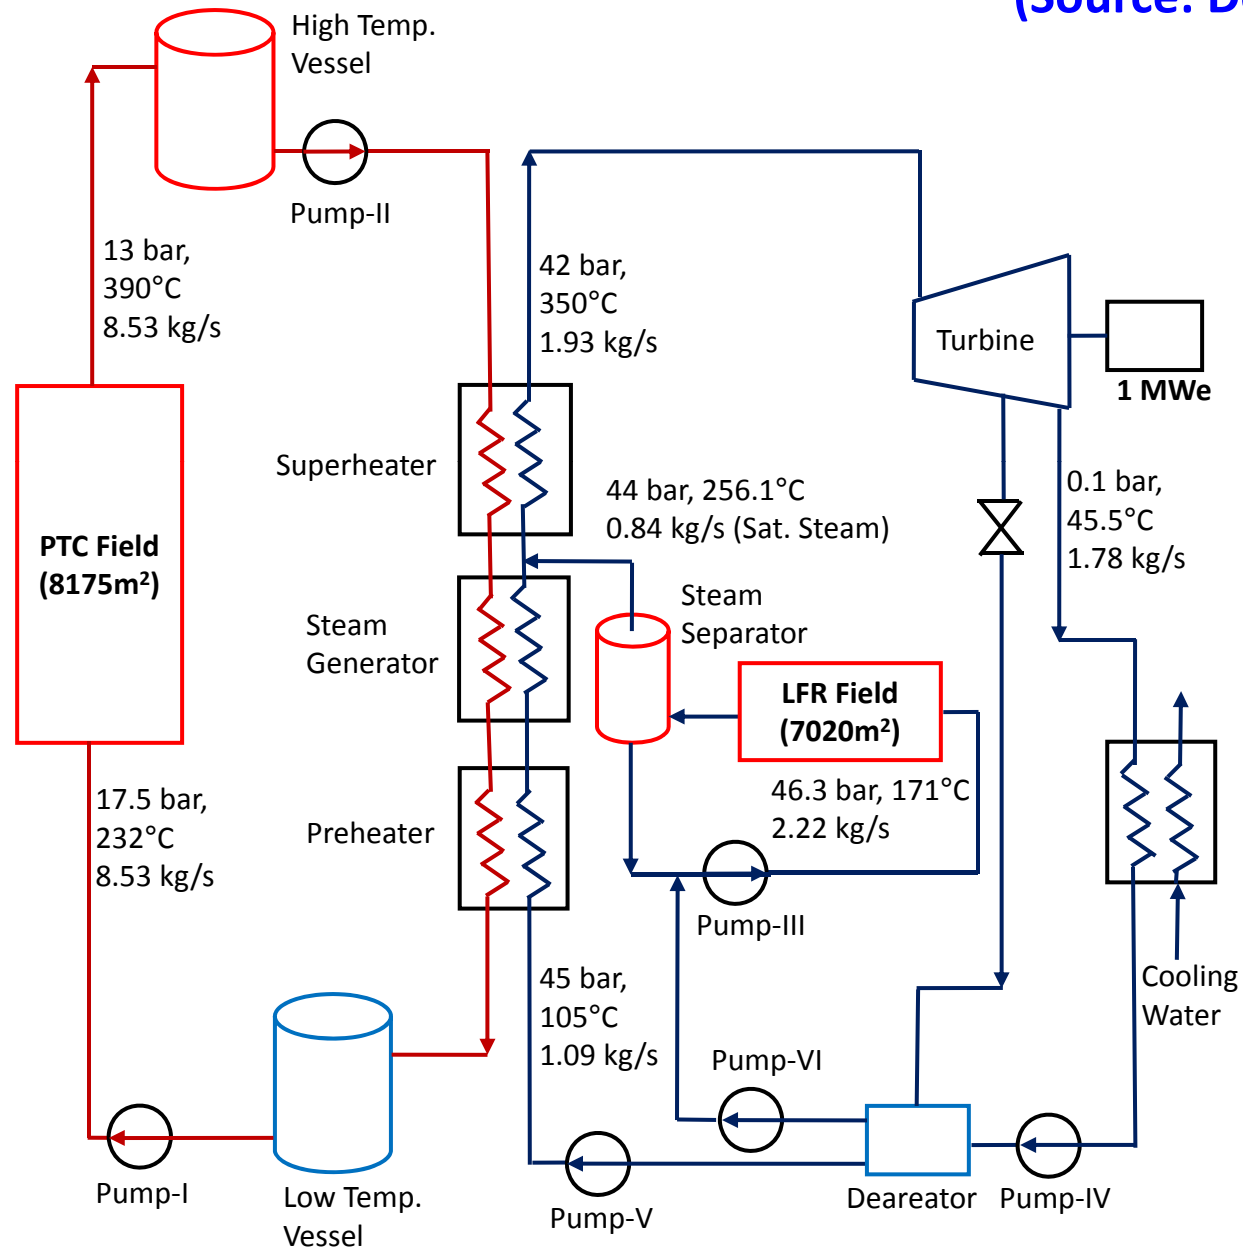 (Source: De
High Temp.
Vessel
Pump-II
13 bar,
390°C
8.53 kg/s
42 bar,
350°C
1.93 kg/s
Turbine
1 MWe
Superheater
44 bar, 256.1°C
0.84 kg/s (Sat. Steam)
0.1 bar,
45.5°C
1.78 kg/s
PTC Field
(8175m²)
Steam
Generator
Steam
Separator
LFR Field
(7020m²)
17.5 bar,
232°C
8.53 kg/s
Preheater
46.3 bar, 171°C
2.22 kg/s
Pump-III
45 bar,
105°C
1.09 kg/s
Cooling
Water
Pump-VI
Pump-I
Low Temp.
Vessel
Pump-V
Deareator
Pump-IV